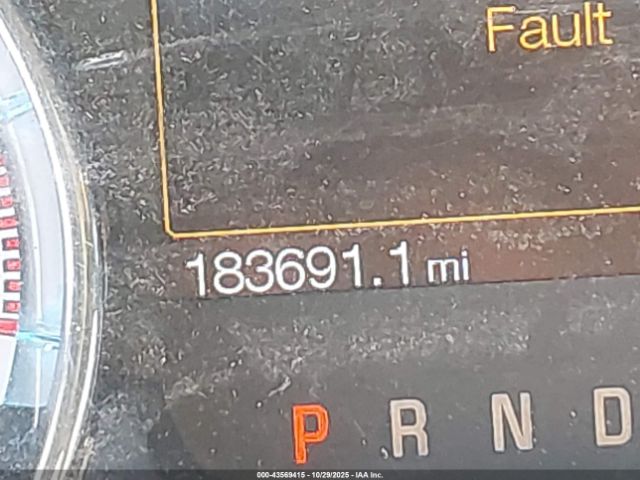 Fault
183691.1 mi
P R N D
000-43569415 - 10/29/2025 - © IAA Inc.